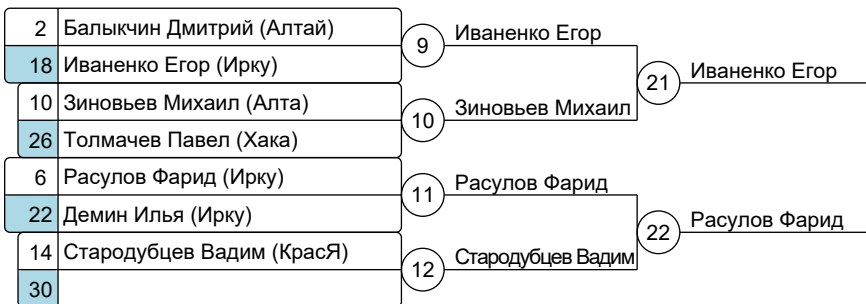 2 Балыкчин Дмитрий (Алтай)
18 Иваненко Егор (Ирку)
9 Иваненко Егор
10 Зиновьев Михаил (Алта)
26 Толмачев Павел (Хака)
10 Зиновьев Михаил
21 Иваненко Егор
6 Расулов Фарид (Ирку)
22 Демин Илья (Ирку)
11 Расулов Фарид
14 Стародубцев Вадим (КрасЯ)
30
12 Стародубцев Вадим
22 Расулов Фарид